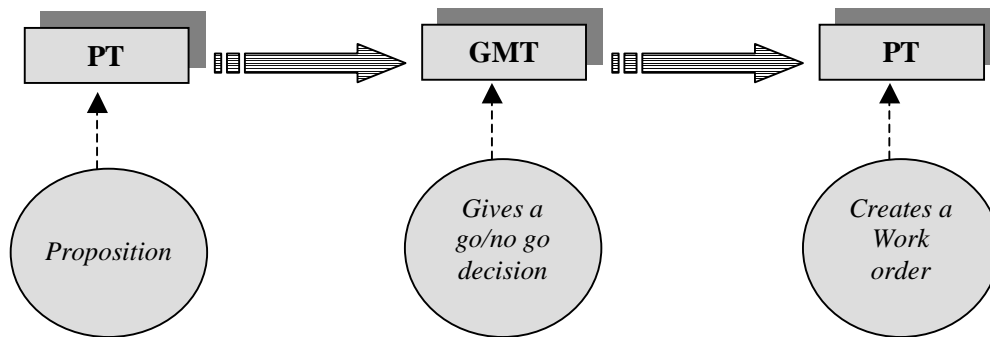 PT
GMT
PT
Proposition
Gives a
go/no go
decision
Creates a
Work
order